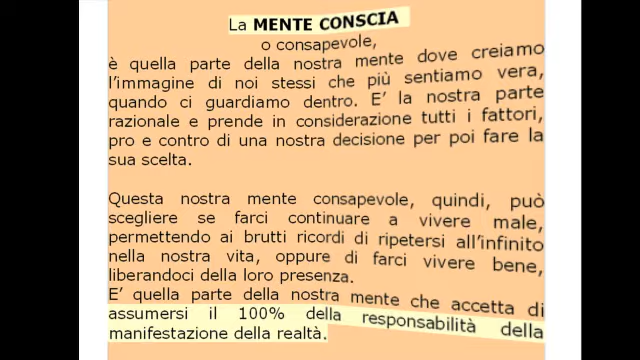 La MENTE CONSCIA
o consapevole,
è quella parte della nostra mente dove creiamo
l'immagine di noi stessi che più sentiamo vera,
quando ci guardiamo dentro. E' la nostra parte
razionale e prende in considerazione tutti i fattori,
pro e contro di una nostra decisione per poi fare la
sua scelta.
Questa nostra mente consapevole, quindi, può
scegliere se farci continuare a vivere male,
permettendo ai brutti ricordi di ripetersi all'infinito
nella nostra vita, oppure di farci vivere bene,
liberandoci della loro presenza.
E' quella parte della nostra mente che accetta di
assumersi il 100% della responsabilità della
manifestazione della realtà.